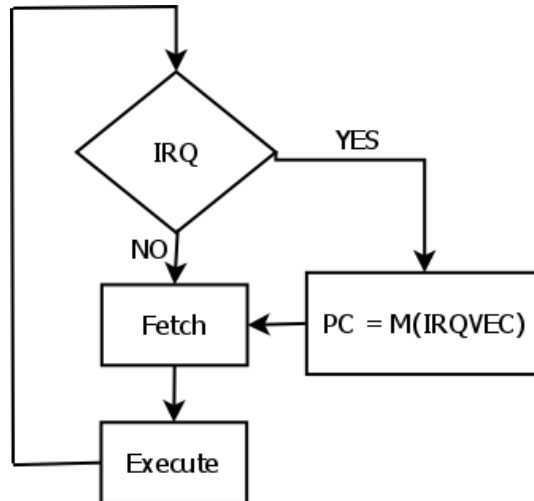 IRQ
YES
NO
Fetch
PC = M(IRQVEC)
Execute